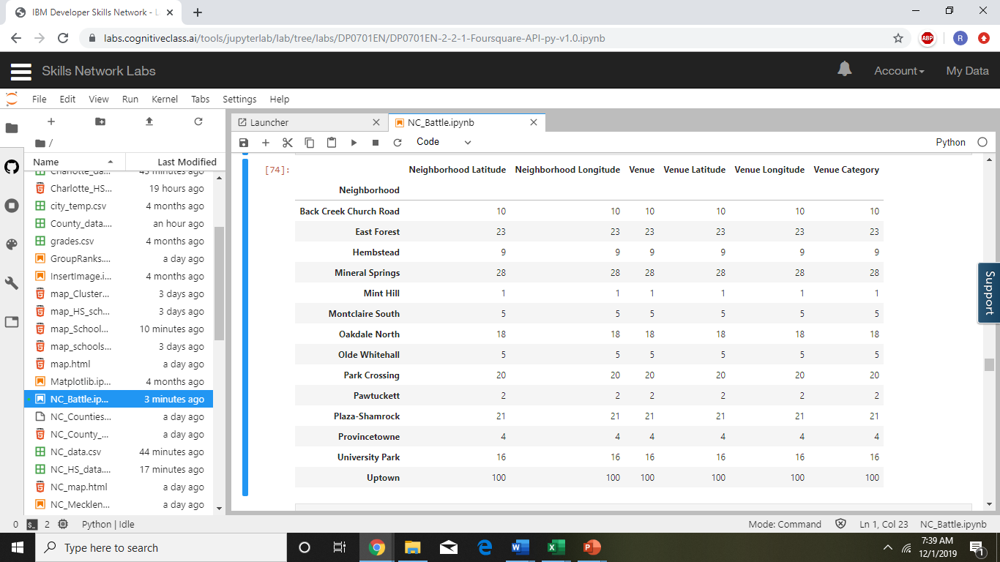 IBM Developer Skills Network - L
labs.cognitiveclass.ai/tools/jupyterlab/lab/tree/labs/DP0701EN/DP0701EN-2-2-1-Foursquare-API-py-v1.0.ipynb
ABP
R
Skills Network Labs
Account
My Data
File Edit View Run Kernel Tabs Settings Help
Launcher
NC_Battle.ipynb
/
Code
Python
Name Last Modified
Charlotte_da... 43 minutes ago
Charlotte_HS... 19 hours ago
city_temp.csv 4 months ago
County_data.... an hour ago
grades.csv 4 months ago
GroupRanks.... a day ago
InsertImage.i... 4 months ago
map_Cluster... 3 days ago
map_HS_sch... 3 days ago
map_School... 10 minutes ago
map_schools... 3 days ago
map.html a day ago
Matplotlib.ip... 4 months ago
NC_Battle.ip... 3 minutes ago
NC_Counties... a day ago
NC_County_... a day ago
NC_data.csv 44 minutes ago
NC_HS_data.... 17 minutes ago
NC_map.html a day ago
NC_Mecklen... a day ago
[74]:
Neighborhood Latitude Neighborhood Longitude Venue Venue Latitude Venue Longitude Venue Category
Neighborhood
Back Creek Church Road 10 10 10 10 10 10
East Forest 23 23 23 23 23 23
Hembstead 9 9 9 9 9 9
Mineral Springs 28 28 28 28 28 28
Mint Hill 1 1 1 1 1 1
Montclaire South 5 5 5 5 5 5
Oakdale North 18 18 18 18 18 18
Olde Whitehall 5 5 5 5 5 5
Park Crossing 20 20 20 20 20 20
Pawtuckett 2 2 2 2 2 2
Plaza-Shamrock 21 21 21 21 21 21
Provincetowne 4 4 4 4 4 4
University Park 16 16 16 16 16 16
Uptown 100 100 100 100 100 100
Support
0 $_ 2 Python | Idle
Mode: Command Ln 1, Col 23 NC_Battle.ipynb
Type here to search
7:39 AM
12/1/2019
1